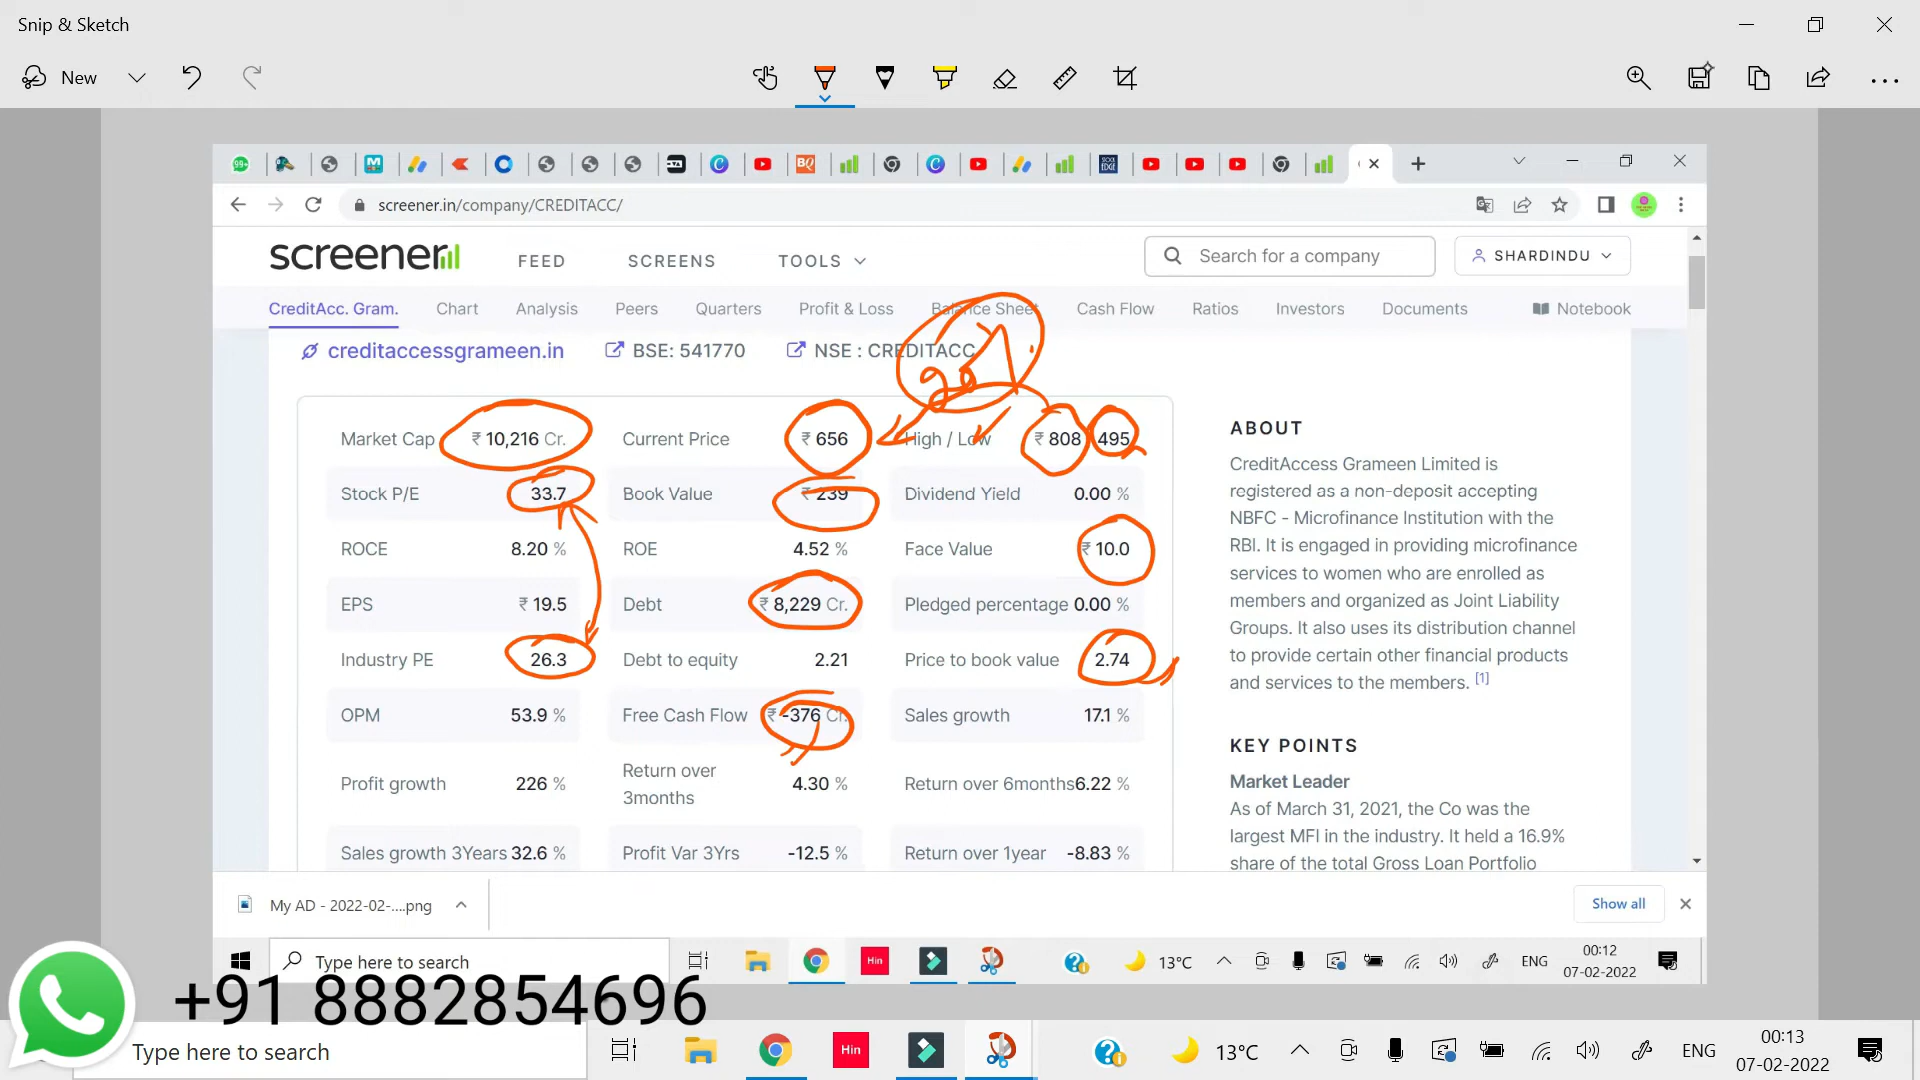 Snip & Sketch
New
screener.in/company/CREDITACC/
screener
FEED SCREENS TOOLS
Search for a company
SHARDINDU
CreditAcc. Gram. Chart Analysis Peers Quarters Profit & Loss Balance Sheet Cash Flow Ratios Investors Documents Notebook
creditaccessgrameen.in BSE: 541770 NSE : CREDITACC
Market Cap ₹ 10,216 Cr. Current Price ₹ 656 High / Low ₹ 808 495
Stock P/E 33.7 Book Value ₹ 239 Dividend Yield 0.00 %
ROCE 8.20 % ROE 4.52 % Face Value ₹ 10.0
EPS ₹ 19.5 Debt ₹ 8,229 Cr. Pledged percentage 0.00 %
Industry PE 26.3 Debt to equity 2.21 Price to book value 2.74
OPM 53.9 % Free Cash Flow ₹ -376 Cr. Sales growth 17.1 %
Profit growth 226 % Return over 3months 4.30 % Return over 6months 6.22 %
Sales growth 3Years 32.6 % Profit Var 3Yrs -12.5 % Return over 1year -8.83 %
ABOUT
CreditAccess Grameen Limited is
registered as a non-deposit accepting
NBFC - Microfinance Institution with the
RBI. It is engaged in providing microfinance
services to women who are enrolled as
members and organized as Joint Liability
Groups. It also uses its distribution channel
to provide certain other financial products
and services to the members. [1]
KEY POINTS
Market Leader
As of March 31, 2021, the Co was the
largest MFI in the industry. It held a 16.9%
share of the total Gross Loan Portfolio
My AD - 2022-02-....png
Show all
Type here to search
Hin
13°C
ENG
00:12
07-02-2022
+91 8882854696
Type here to search
Hin
13°C
ENG
00:13
07-02-2022